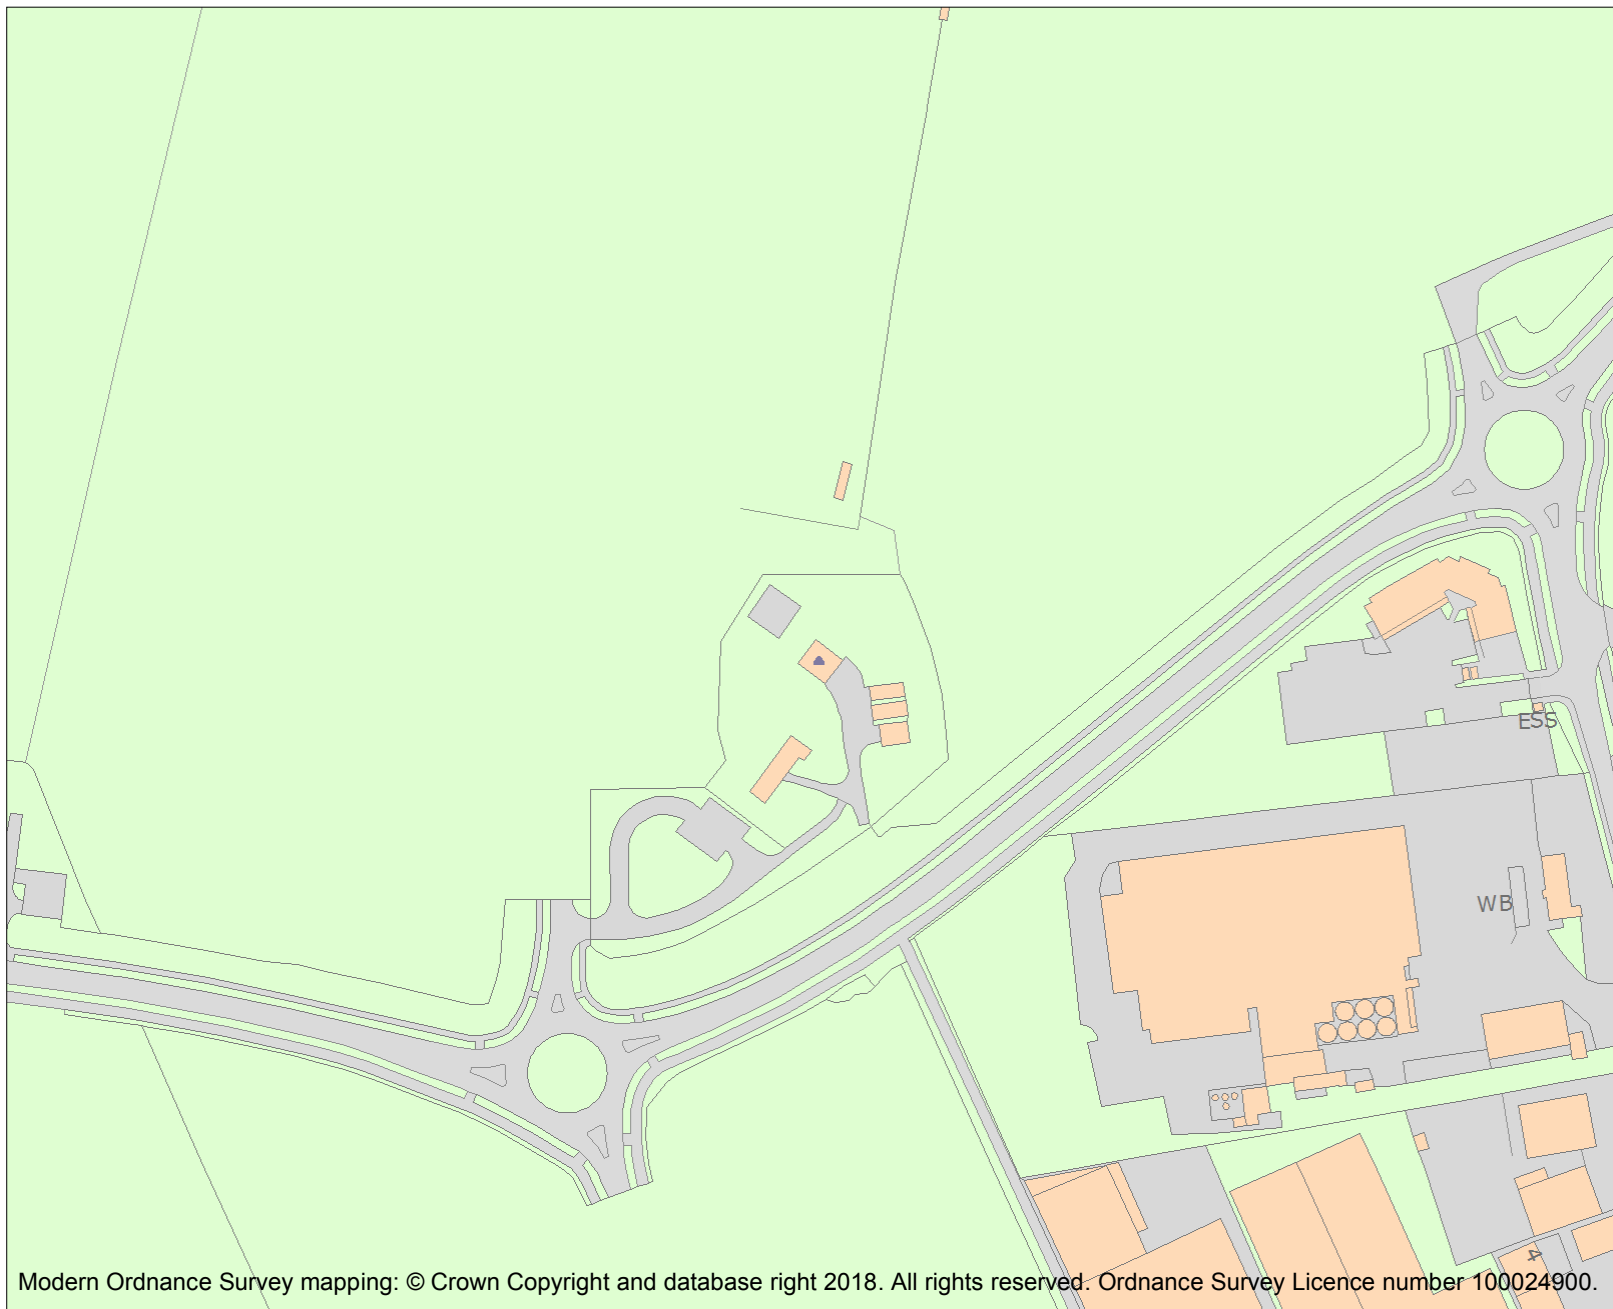 ESS
WB
4
Modern Ordnance Survey mapping: © Crown Copyright and database right 2018. All rights reserved. Ordnance Survey Licence number 100024900.